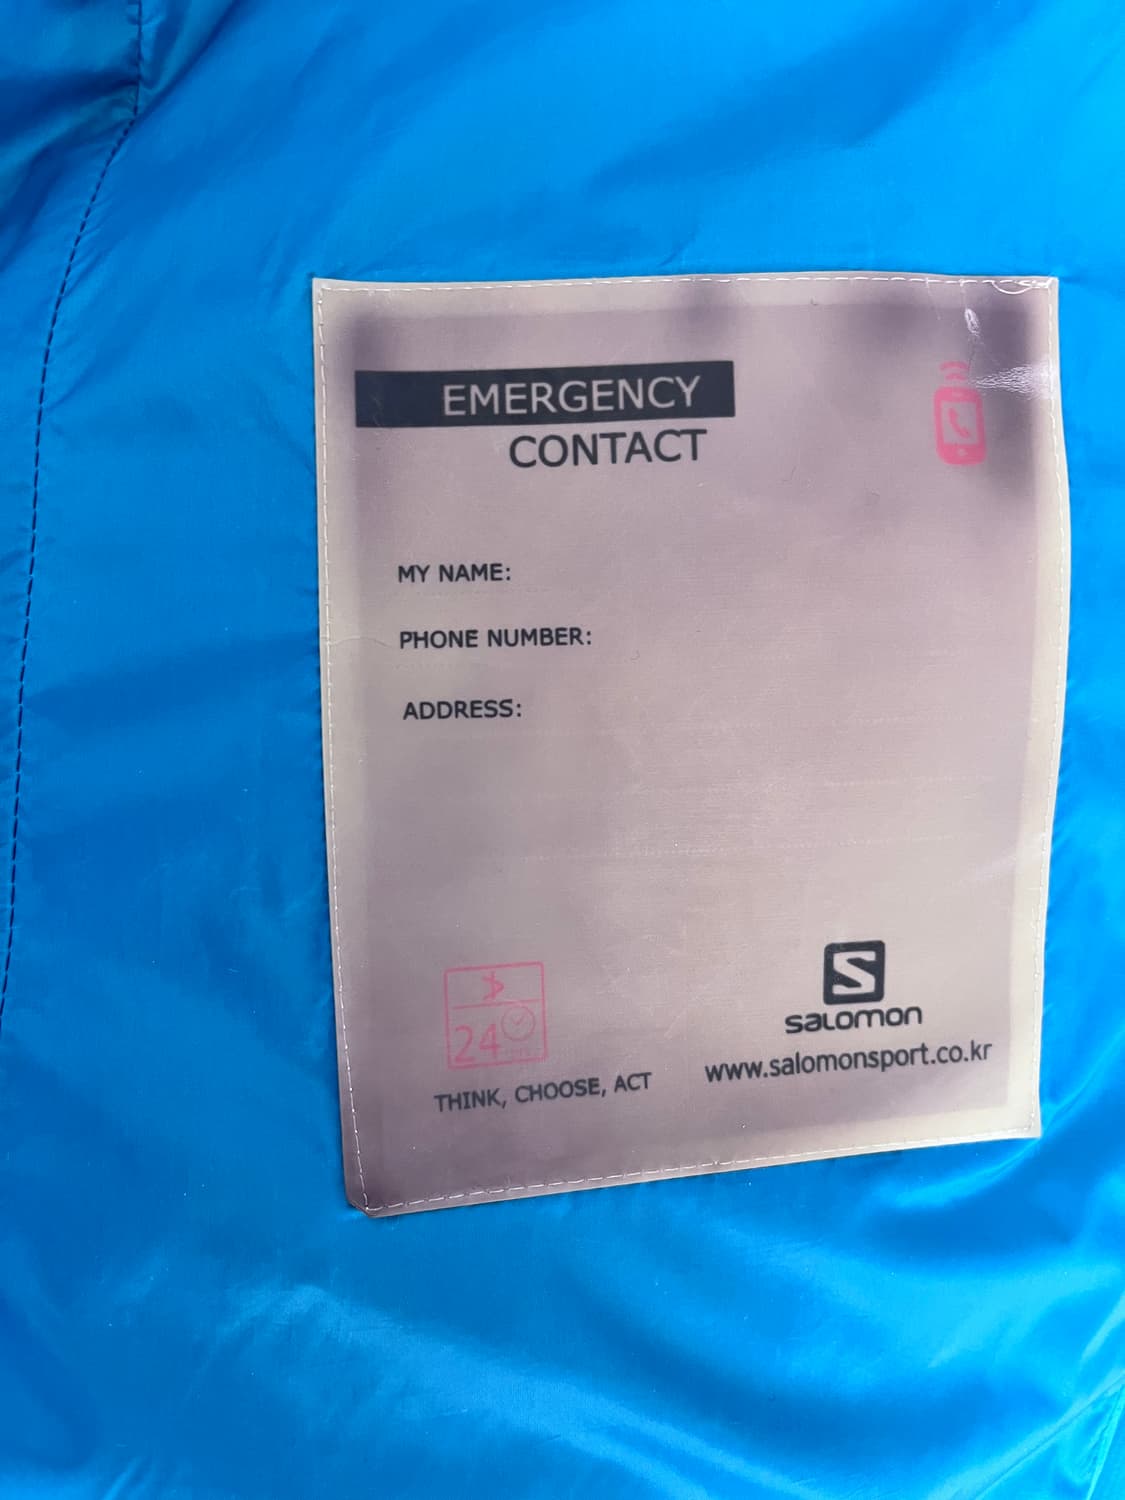 EMERGENCY
CONTACT
MY NAME:
PHONE NUMBER:
ADDRESS:
24
THINK, CHOOSE, ACT
S
SALOMON
www.salomonsport.co.kr